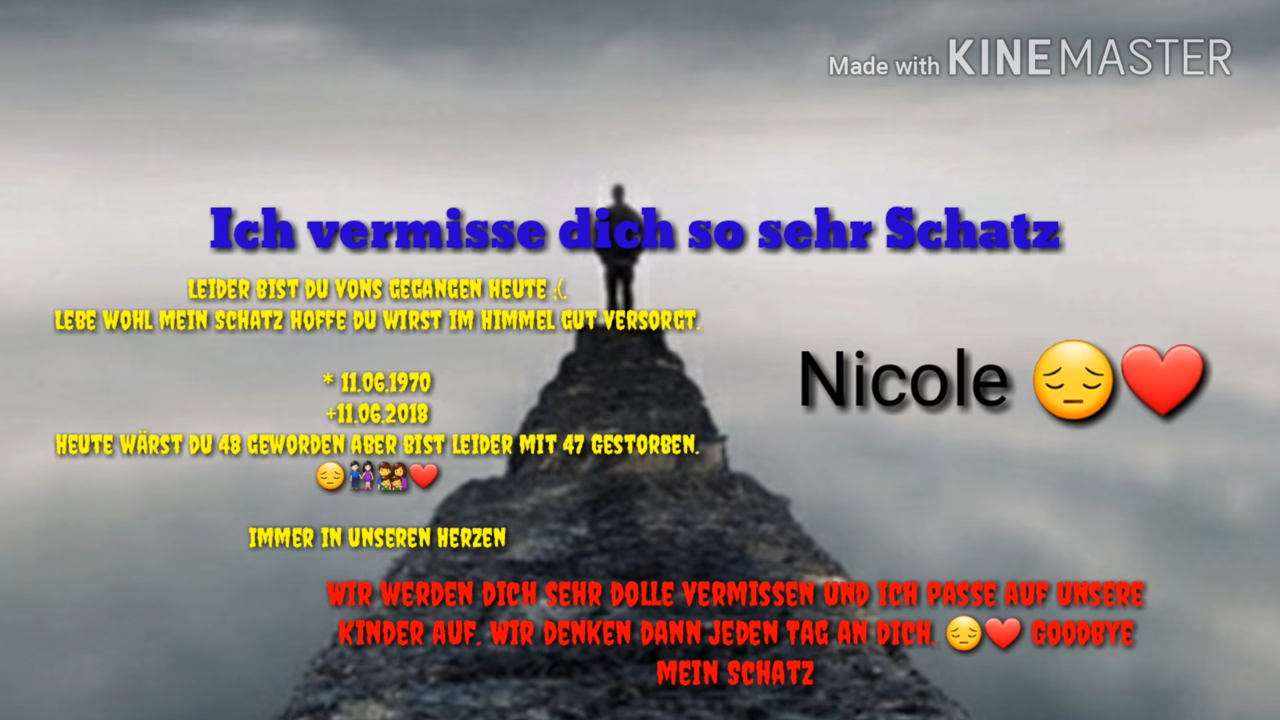 Made with KINEMASTER
Ich vermisse dich so sehr Schatz
LEIDER BIST DU VONS GEGANGEN HEUTE ;(.
LEBE WOHL MEIN SCHATZ HOFFE DU WIRST IM HIMMEL GUT VERSORGT.
Nicole 😔❤️
* 11.06.1970
+11.06.2018
HEUTE WÄRST DU 48 GEWORDEN ABER BIST LEIDER MIT 47 GESTORBEN.
😔👫👨‍👩‍👧‍👦❤️
IMMER IN UNSEREN HERZEN
WIR WERDEN DICH SEHR DOLLE VERMISSEN UND ICH PASSE AUF UNSERE
KINDER AUF. WIR DENKEN DANN JEDEN TAG AN DICH. 😔❤️ GOODBYE
MEIN SCHATZ